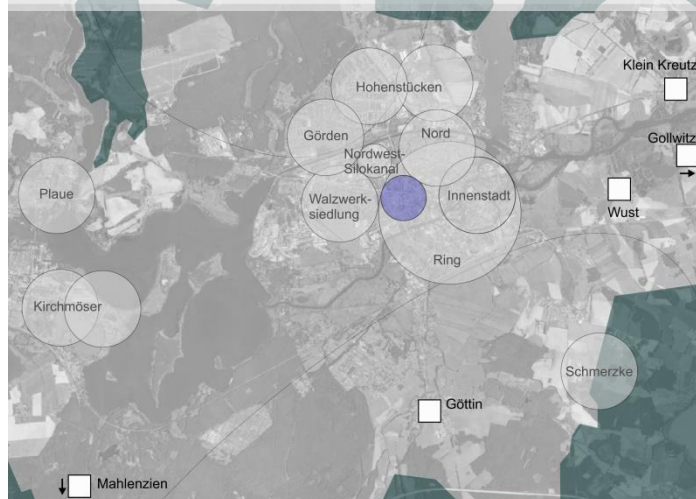 Klein Kreutz
Hohenstücken
Gollwitz
Görden
Nord
Nordwest-
Silokanal
Plaue
Walzwerk-
siedlung
Innenstadt
Wust
Ring
Kirchmöser
Schmerzke
Göttin
Mahlenzien